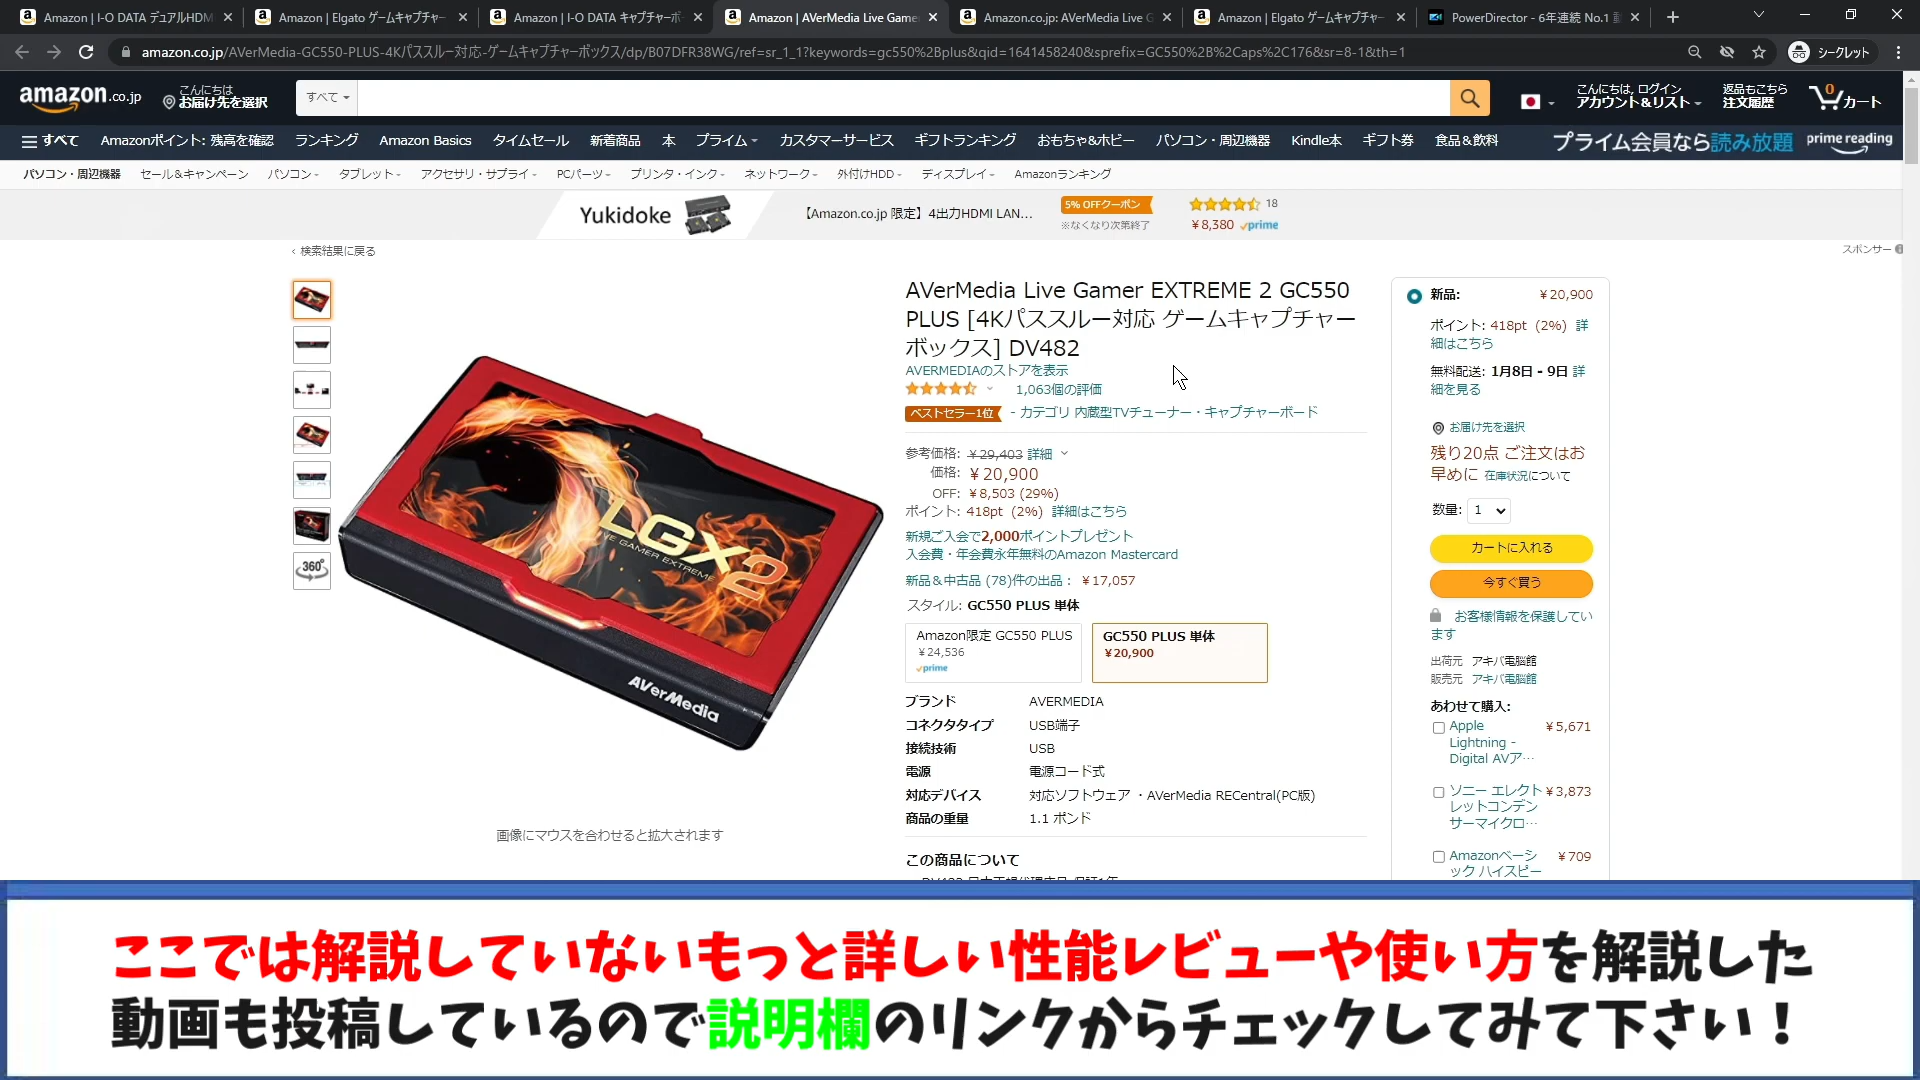 Amazon | I-O DATA デュアルHDM
Amazon | Elgato ゲームキャプチャー
Amazon | I-O DATA キャプチャーボ
Amazon | AVerMedia Live Game
Amazon.co.jp: AVerMedia Live G
Amazon | Elgato ゲームキャプチャー
PowerDirector - 6年連続 No.1 動
amazon.co.jp/AVerMedia-GC550-PLUS-4Kパススルー対応-ゲームキャプチャーボックス/dp/B07DFR38WG/ref=sr_1_1?keywords=gc550%2Bplus&qid=1641458240&sprefix=GC550%2B%2Caps%2C176&sr=8-1&th=1
シークレット
amazon.co.jp
こんにちは
お届け先を選択
すべて
こんにちは, ログイン
アカウント&リスト
返品もこちら
注文履歴
0
カート
すべて Amazonポイント: 残高を確認 ランキング Amazon Basics タイムセール 新着商品 本 プライム カスタマーサービス ギフトランキング おもちゃ&ホビー パソコン・周辺機器 Kindle本 ギフト券 食品&飲料
プライム会員なら読み放題 prime reading
パソコン・周辺機器 セール&キャンペーン パソコン タブレット アクセサリ・サプライ PCパーツ プリンタ・インク ネットワーク 外付けHDD ディスプレイ Amazonランキング
Yukidoke
【Amazon.co.jp 限定】4出力HDMI LAN…
5% OFFクーポン
※なくなり次第終了
18
¥8,380 prime
‹ 検索結果に戻る
スポンサー
360°
LGX2
LIVE GAMER EXTREME
AVerMedia
画像にマウスを合わせると拡大されます
AVerMedia Live Gamer EXTREME 2 GC550
PLUS [4Kパススルー対応 ゲームキャプチャー
ボックス] DV482
AVERMEDIAのストアを表示
1,063個の評価
ベストセラー1位 - カテゴリ 内蔵型TVチューナー・キャプチャーボード
参考価格: ¥29,403 詳細
価格: ¥20,900
OFF: ¥8,503 (29%)
ポイント: 418pt (2%) 詳細はこちら
新規ご入会で2,000ポイントプレゼント
入会費・年会費永年無料のAmazon Mastercard
新品&中古品 (78)件の出品: ¥17,057
スタイル: GC550 PLUS 単体
Amazon限定 GC550 PLUS
¥24,536
prime
GC550 PLUS 単体
¥20,900
ブランド AVERMEDIA
コネクタタイプ USB端子
接続技術 USB
電源 電源コード式
対応デバイス 対応ソフトウェア ・AVerMedia RECentral(PC版)
商品の重量 1.1 ポンド
この商品について
新品: ¥20,900
ポイント: 418pt (2%) 詳
細はこちら
無料配送: 1月8日 - 9日 詳
細を見る
お届け先を選択
残り20点 ご注文はお
早めに 在庫状況について
数量: 1
カートに入れる
今すぐ買う
お客様情報を保護してい
ます
出荷元 アキバ電脳館
販売元 アキバ電脳館
あわせて購入:
Apple ¥5,671
Lightning -
Digital AVア…
ソニー エレクト ¥3,873
レットコンデン
サーマイクロ…
Amazonベーシ ¥709
ック ハイスピー
ここでは解説していないもっと詳しい性能レビューや使い方を解説した
動画も投稿しているので説明欄のリンクからチェックしてみて下さい!